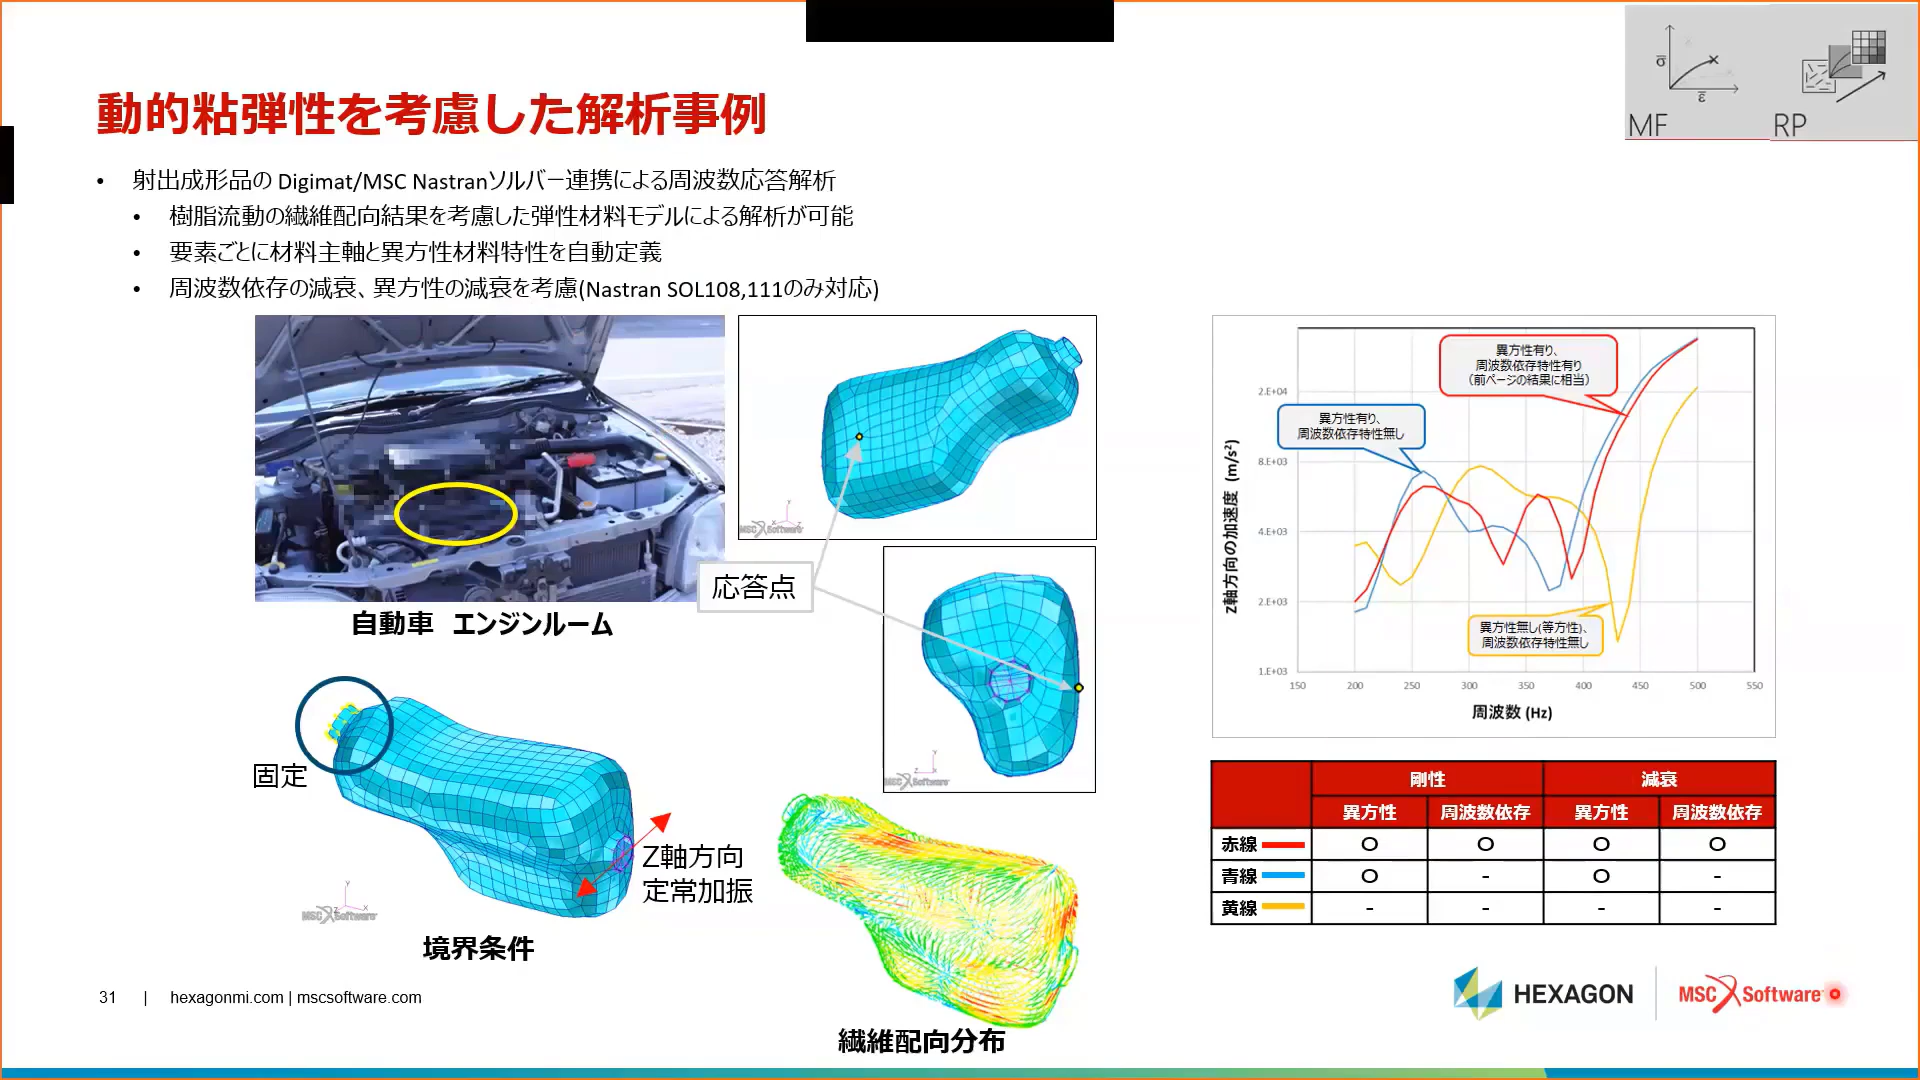 動的粘弾性を考慮した解析事例
MF
RP
σ
ε
• 射出成形品の Digimat/MSC Nastranソルバー連携による周波数応答解析
• 樹脂流動の繊維配向結果を考慮した弾性材料モデルによる解析が可能
• 要素ごとに材料主軸と異方性材料特性を自動定義
• 周波数依存の減衰、異方性の減衰を考慮(Nastran SOL108,111のみ対応)
自動車 エンジンルーム
応答点
MSC Software
MSC Software
固定
Z軸方向
定常加振
MSC Software
境界条件
繊維配向分布
異方性有り、
周波数依存特性有り
(前ページの結果に相当)
異方性有り、
周波数依存特性無し
異方性無し(等方性)、
周波数依存特性無し
Z軸方向の加速度 (m/s²)
2.E+04
8.E+03
4.E+03
2.E+03
1.E+03
150 200 250 300 350 400 450 500 550
周波数 (Hz)
剛性 減衰
異方性 周波数依存 異方性 周波数依存
赤線 O O O O
青線 O - O -
黄線 - - - -
31 | hexagonmi.com | mscsoftware.com
HEXAGON
MSC Software